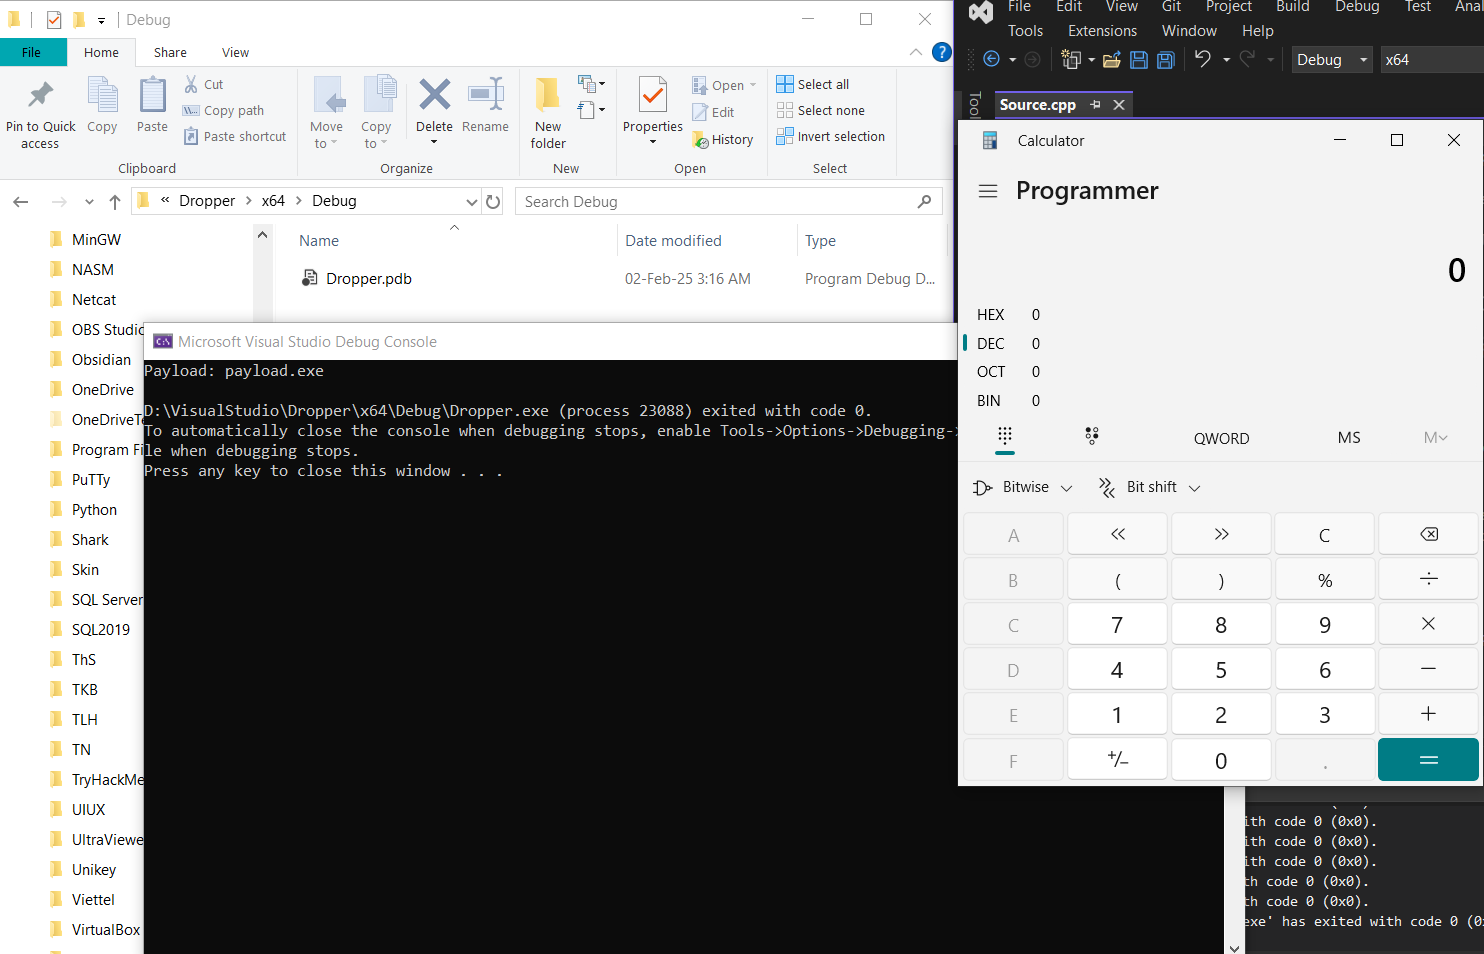 Debug
File
Home
Share
View
?
Pin to Quick access
Copy
Paste
Cut
Copy path
Paste shortcut
Clipboard
Move to
Copy to
Delete
Rename
Organize
New folder
New
Properties
Open
Edit
History
Open
Select all
Select none
Invert selection
Select
« Dropper > x64 > Debug
Search Debug
MinGW
NASM
Netcat
OBS Studio
Obsidian
OneDrive
OneDriveTe
Program Fi
PuTTy
Python
Shark
Skin
SQL Server
SQL2019
ThS
TKB
TLH
TN
TryHackMe
UIUX
UltraViewe
Unikey
Viettel
VirtualBox
Name
Date modified
Type
Dropper.pdb
02-Feb-25 3:16 AM
Program Debug D...
C:\
Microsoft Visual Studio Debug Console
Payload: payload.exe
D:\VisualStudio\Dropper\x64\Debug\Dropper.exe (process 23088) exited with code 0.
To automatically close the console when debugging stops, enable Tools->Options->Debugging->
le when debugging stops.
Press any key to close this window . . .
File Edit View Git Project Build Debug Test Anal
Tools Extensions Window Help
Debug
x64
Tool
Source.cpp
Calculator
Programmer
0
HEX 0
DEC 0
OCT 0
BIN 0
QWORD MS M
Bitwise
Bit shift
A << >> C
B ( ) % ÷
C 7 8 9 ×
D 4 5 6 −
E 1 2 3 +
F +/− 0 . =
ith code 0 (0x0).
ith code 0 (0x0).
ith code 0 (0x0).
th code 0 (0x0).
th code 0 (0x0).
exe' has exited with code 0 (0